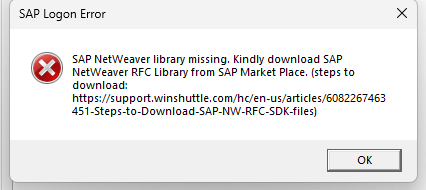 SAP Logon Error
SAP NetWeaver library missing. Kindly download SAP
NetWeaver RFC Library from SAP Market Place. (steps to
download:
https://support.winshuttle.com/hc/en-us/articles/6082267463
451-Steps-to-Download-SAP-NW-RFC-SDK-files)
OK